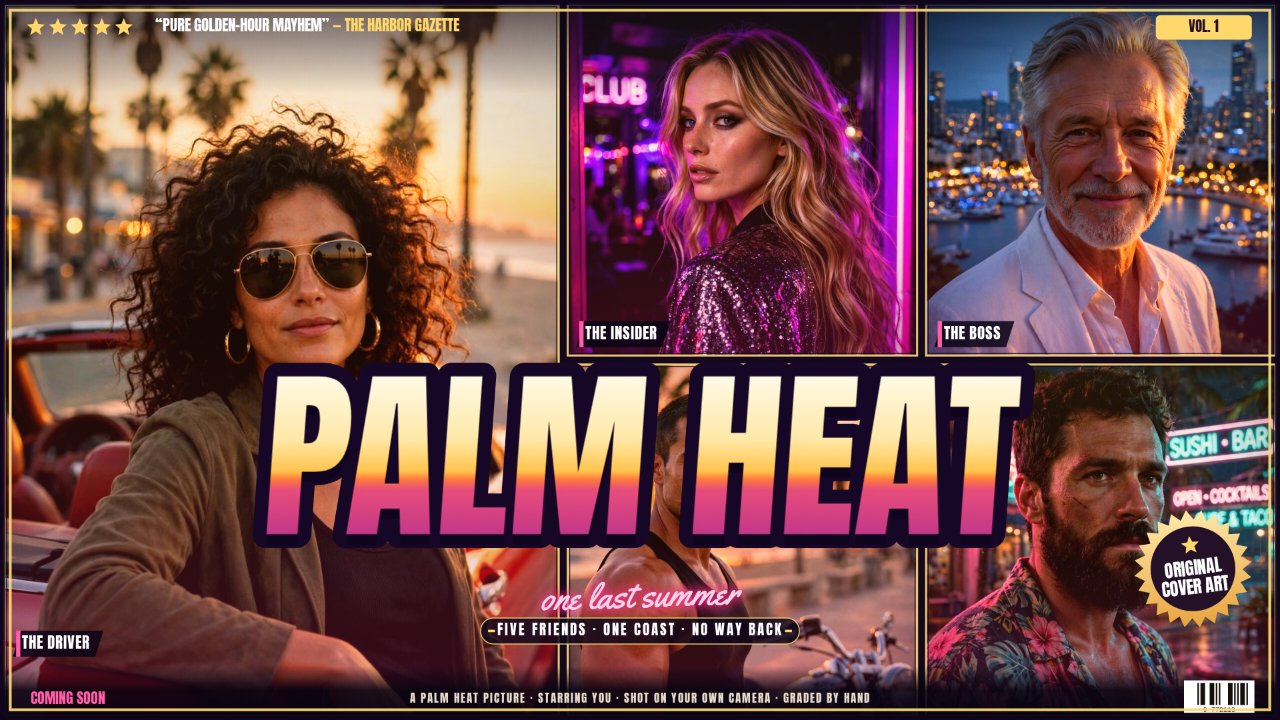 “PURE GOLDEN-HOUR MAYHEM” – THE HARBOR GAZETTE
VOL. 1
CLUB
THE INSIDER
THE BOSS
PALM HEAT
SUSHI • BAR
OPEN • COCKTAILS
& TACO
one last summer
–FIVE FRIENDS · ONE COAST · NO WAY BACK–
ORIGINAL
COVER ART
THE DRIVER
COMING SOON
A PALM HEAT PICTURE · STARRING YOU · SHOT ON YOUR OWN CAMERA · GRADED BY HAND